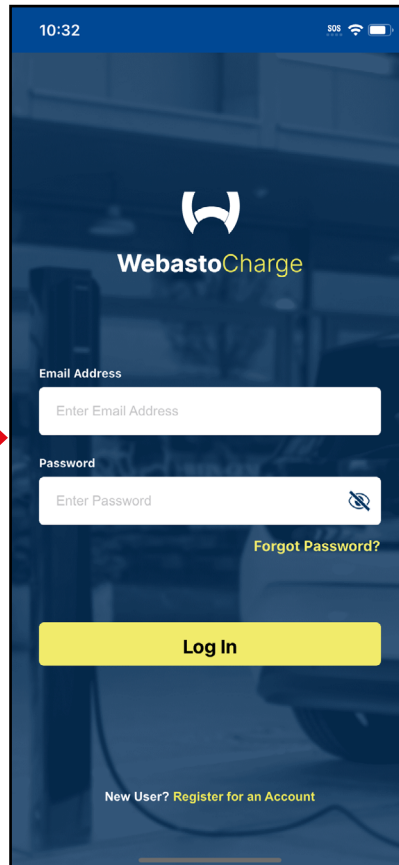 10:32
SOS
WebastoCharge
Email Address
Enter Email Address
Password
Enter Password
Forgot Password?
Log In
New User? Register for an Account